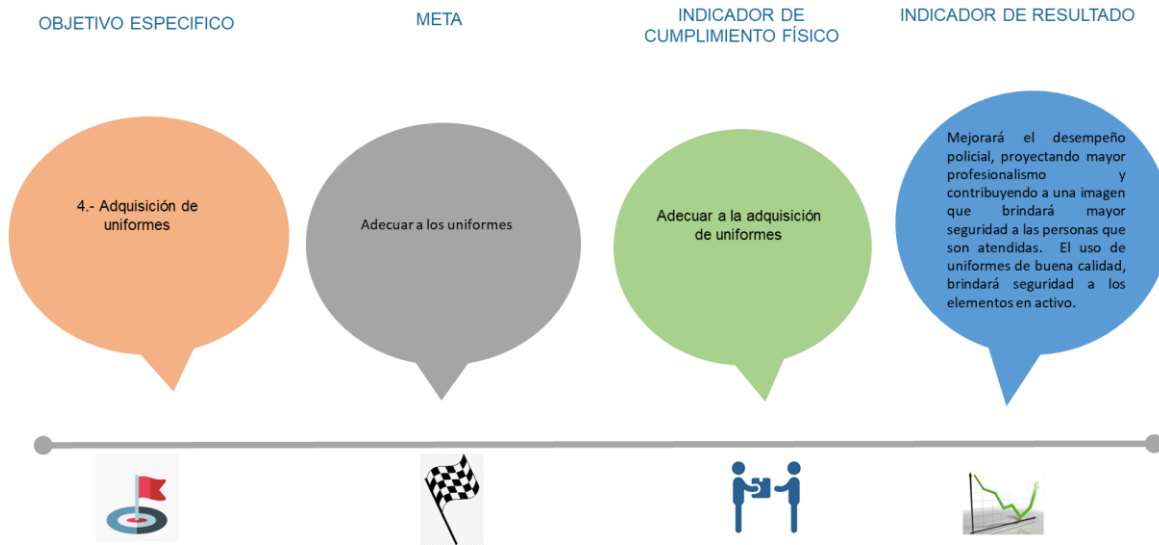 OBJETIVO ESPECIFICO
META
INDICADOR DE
CUMPLIMIENTO FÍSICO
INDICADOR DE RESULTADO
4.- Adquisición de
uniformes
Adecuar a los uniformes
Adecuar a la adquisición
de uniformes
Mejorará el desempeño
policial, proyectando mayor
profesionalismo y
contribuyendo a una imagen
que brindará mayor
seguridad a las personas que
son atendidas. El uso de
uniformes de buena calidad,
brindará seguridad a los
elementos en activo.